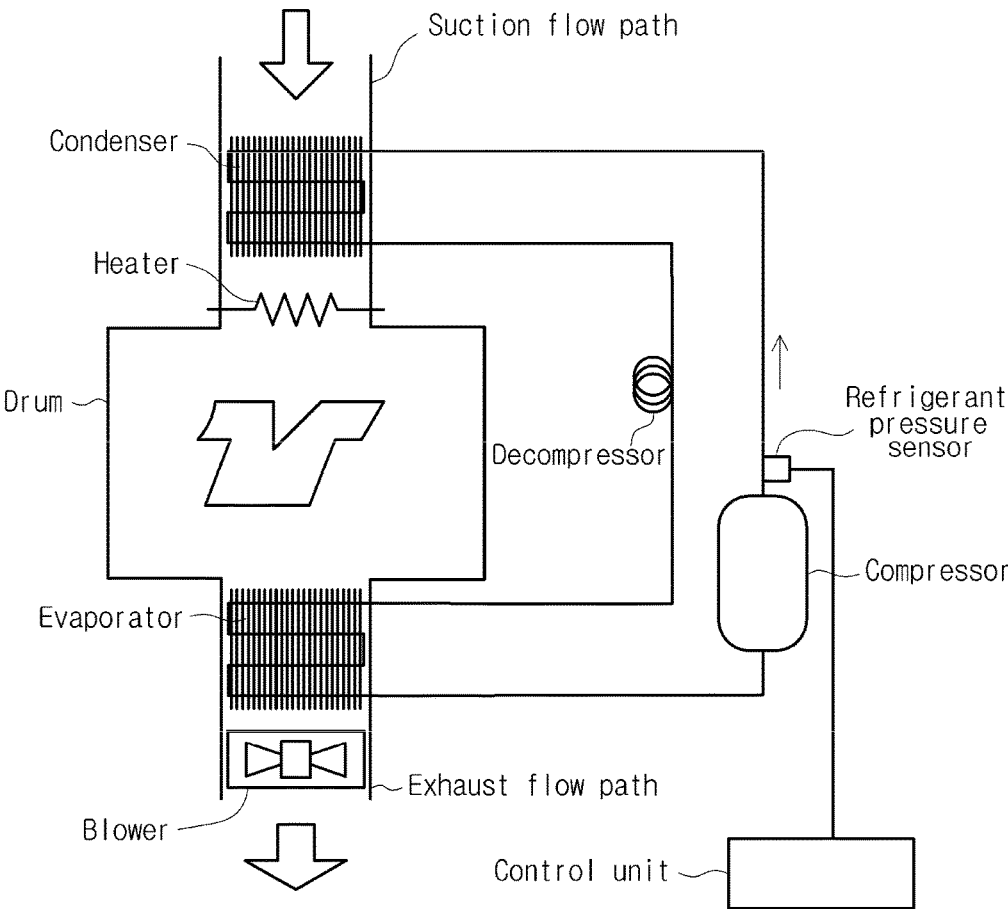 Suction flow path
Condenser
Heater
Drum
Refrigerant
pressure
sensor
Decompressor
Compressor
Evaporator
Exhaust flow path
Blower
Control unit